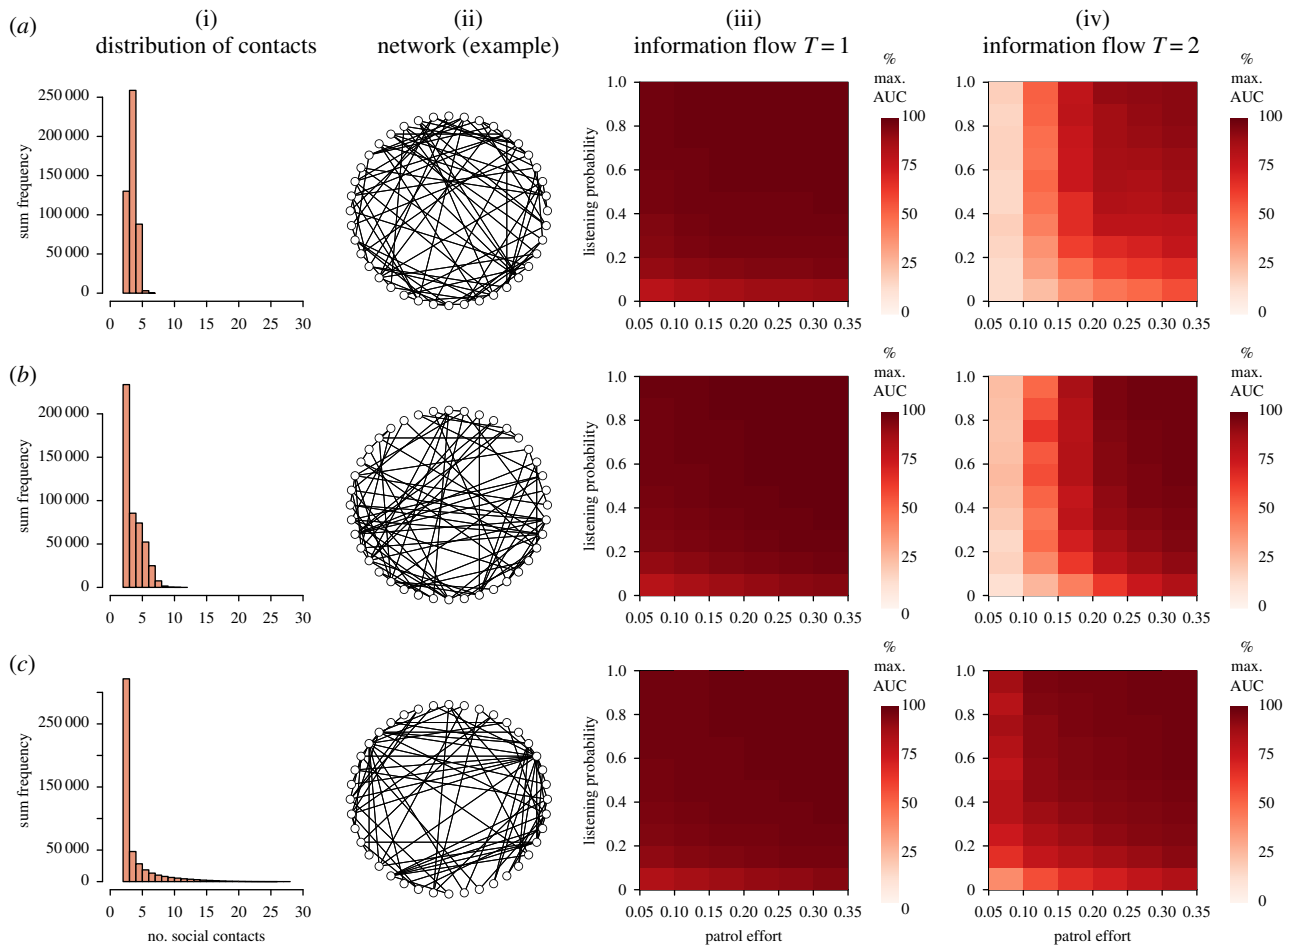 (i)
(ii)
(iii)
(iv)
(a)
distribution of contacts
network (example)
information flow T = 1
information flow T = 2
sum frequency
250 000
200 000
150 000
100 000
50 000
0
0 5 10 15 20 25 30
listening probability
1.0
0.8
0.6
0.4
0.2
0
0.05 0.10 0.15 0.20 0.25 0.30 0.35
%
max.
AUC
100
75
50
25
0
1.0
0.8
0.6
0.4
0.2
0
0.05 0.10 0.15 0.20 0.25 0.30 0.35
%
max.
AUC
100
75
50
25
0
(b)
sum frequency
200 000
150 000
100 000
50 000
0
0 5 10 15 20 25 30
listening probability
1.0
0.8
0.6
0.4
0.2
0
0.05 0.10 0.15 0.20 0.25 0.30 0.35
%
max.
AUC
100
75
50
25
0
1.0
0.8
0.6
0.4
0.2
0
0.05 0.10 0.15 0.20 0.25 0.30 0.35
%
max.
AUC
100
75
50
25
0
(c)
sum frequency
250 000
150 000
50 000
0
0 5 10 15 20 25 30
no. social contacts
listening probability
1.0
0.8
0.6
0.4
0.2
0
0.05 0.10 0.15 0.20 0.25 0.30 0.35
patrol effort
%
max.
AUC
100
75
50
25
0
1.0
0.8
0.6
0.4
0.2
0
0.05 0.10 0.15 0.20 0.25 0.30 0.35
patrol effort
%
max.
AUC
100
75
50
25
0